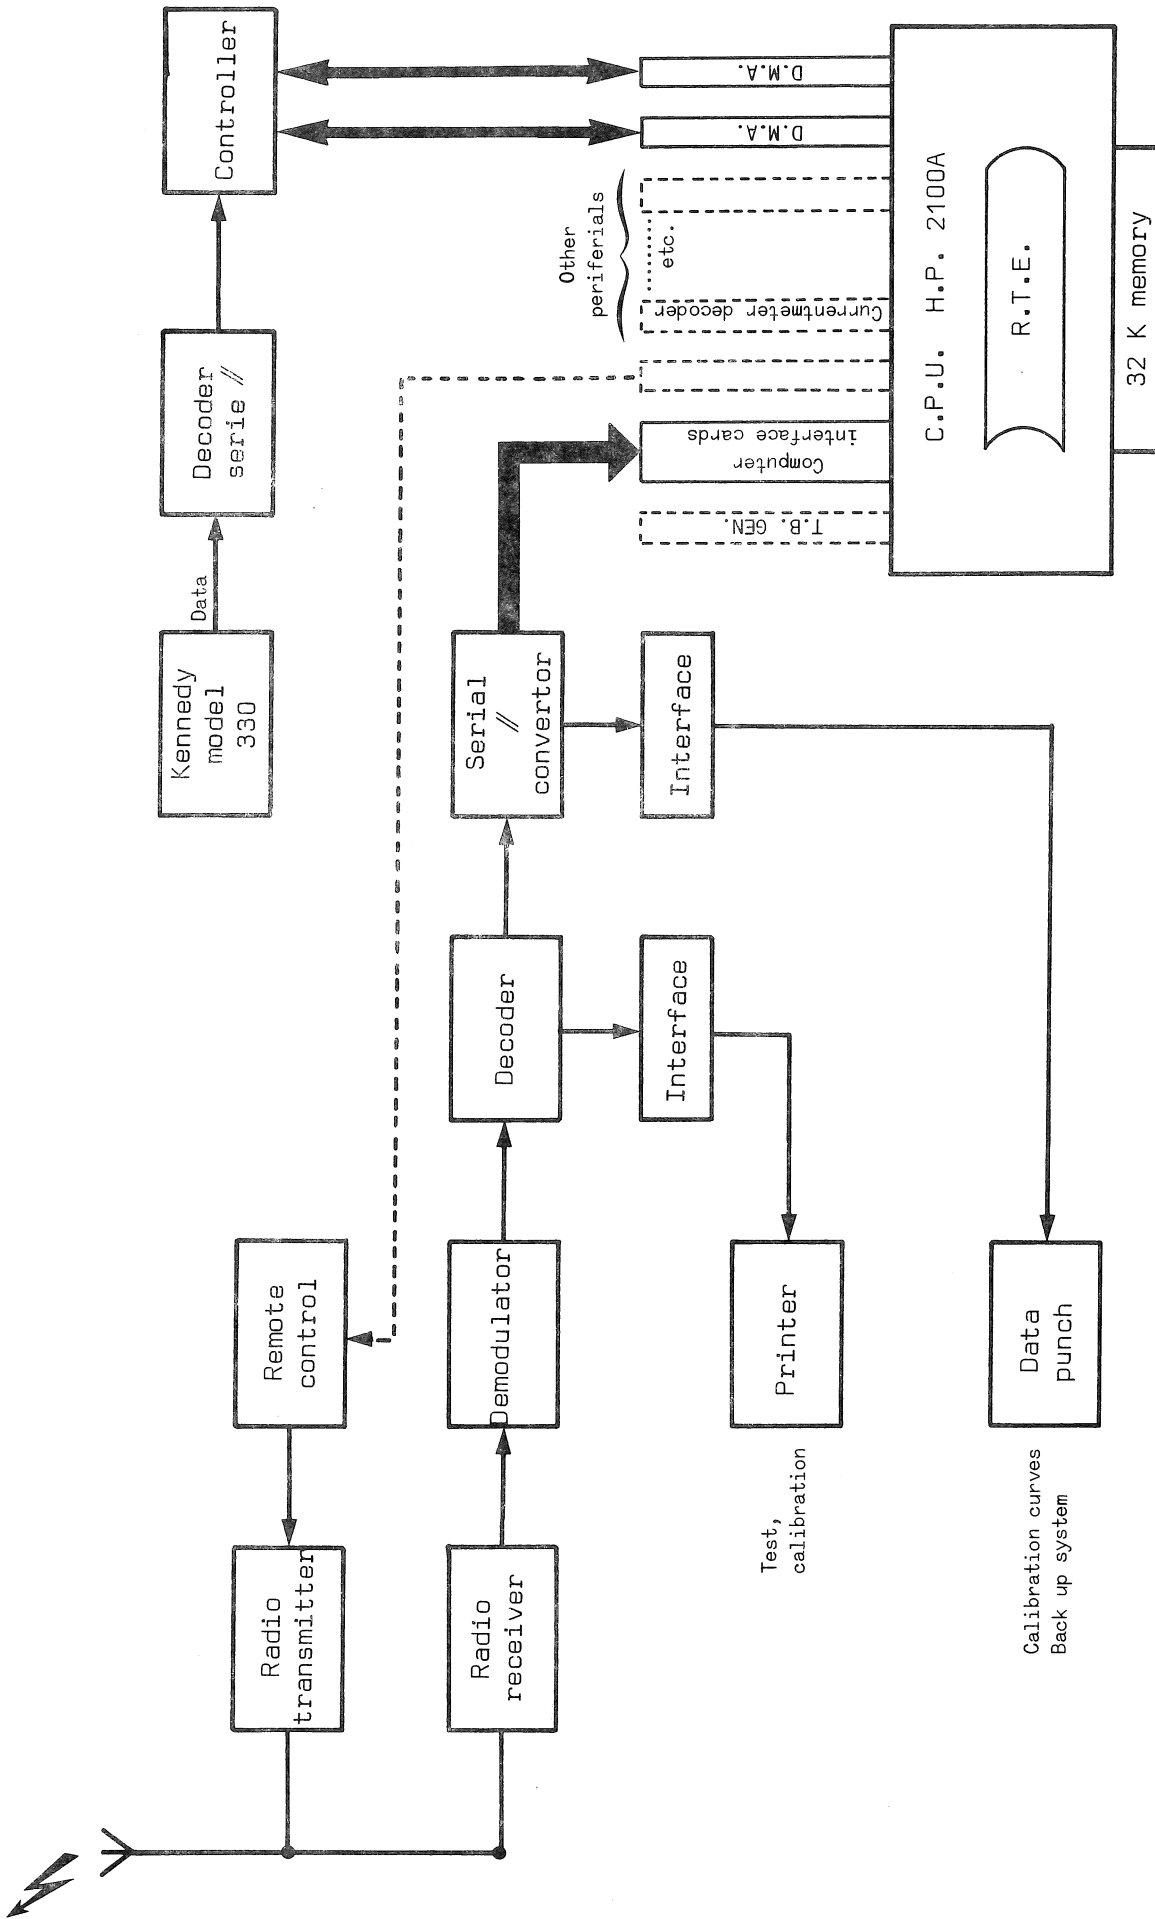 Kennedy
model
330
Data
Decoder
serie //
Controller
Remote
control
Radio
transmitter
Radio
receiver
Demodulator
Decoder
Serial
//
convertor
Interface
Interface
Printer
Test,
calibration
Data
punch
Calibration curves
Back up system
T.B. GEN.
Computer
interface cards
Currentmeter decoder
Other
periferials
etc.
D.M.A.
D.M.A.
C.P.U. H.P. 2100A
R.T.E.
32 K memory